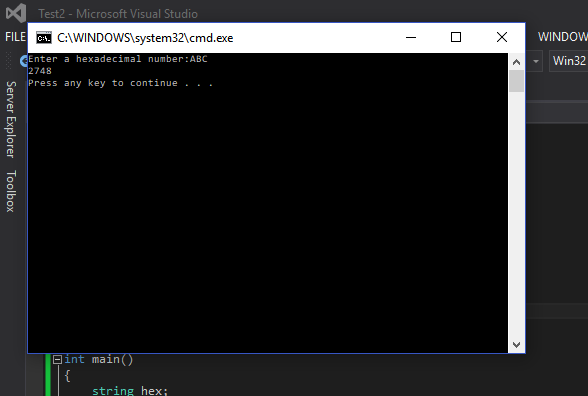 Test2 - Microsoft Visual Studio
C:\WINDOWS\system32\cmd.exe
FILE
WINDOWS
Win32
Server Explorer
Toolbox
Enter a hexadecimal number:ABC
2748
Press any key to continue . . .
int main()
{
string hex;